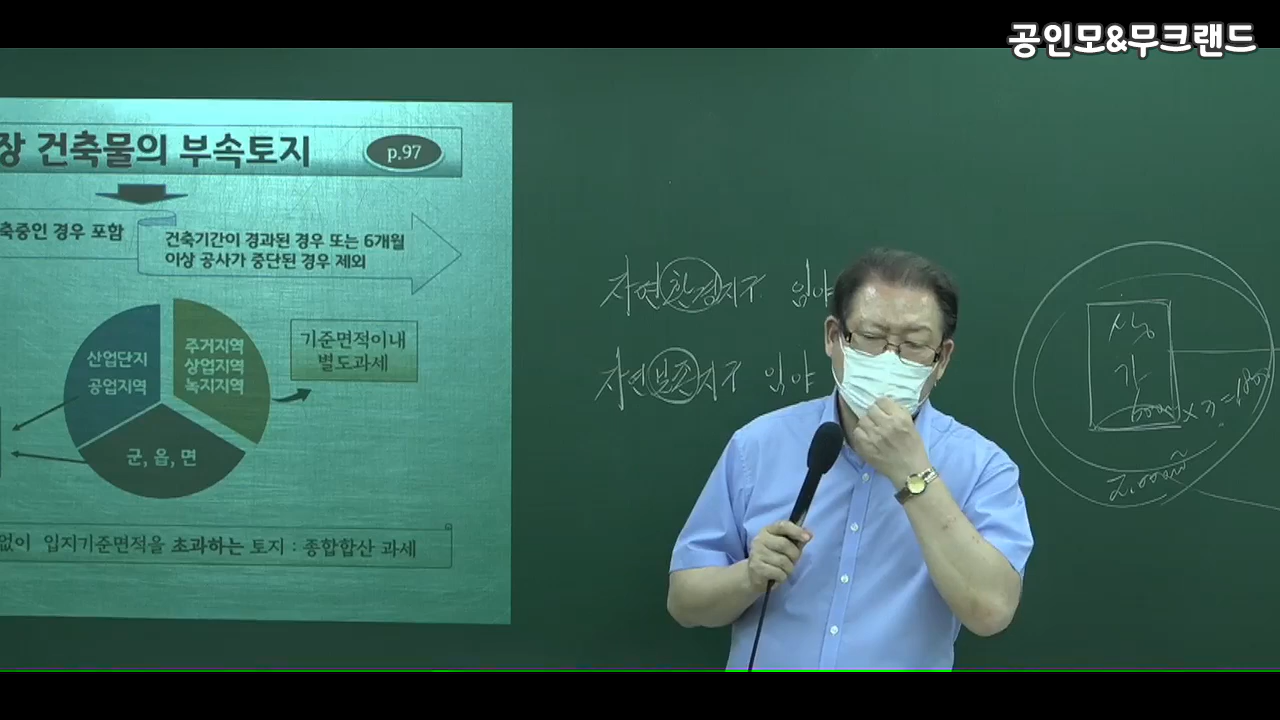 공인모&무크랜드
장 건축물의 부속토지
p.97
축중인 경우 포함
건축기간이 경과된 경우 또는 6개월
이상 공사가 중단된 경우 제외
산업단지
공업지역
주거지역
상업지역
녹지지역
군, 읍, 면
기준면적이내
별도과세
없이 입지기준면적을 초과하는 토지 : 종합합산 과세
자연환경지구 임야
자연보존지구 임야
상
가